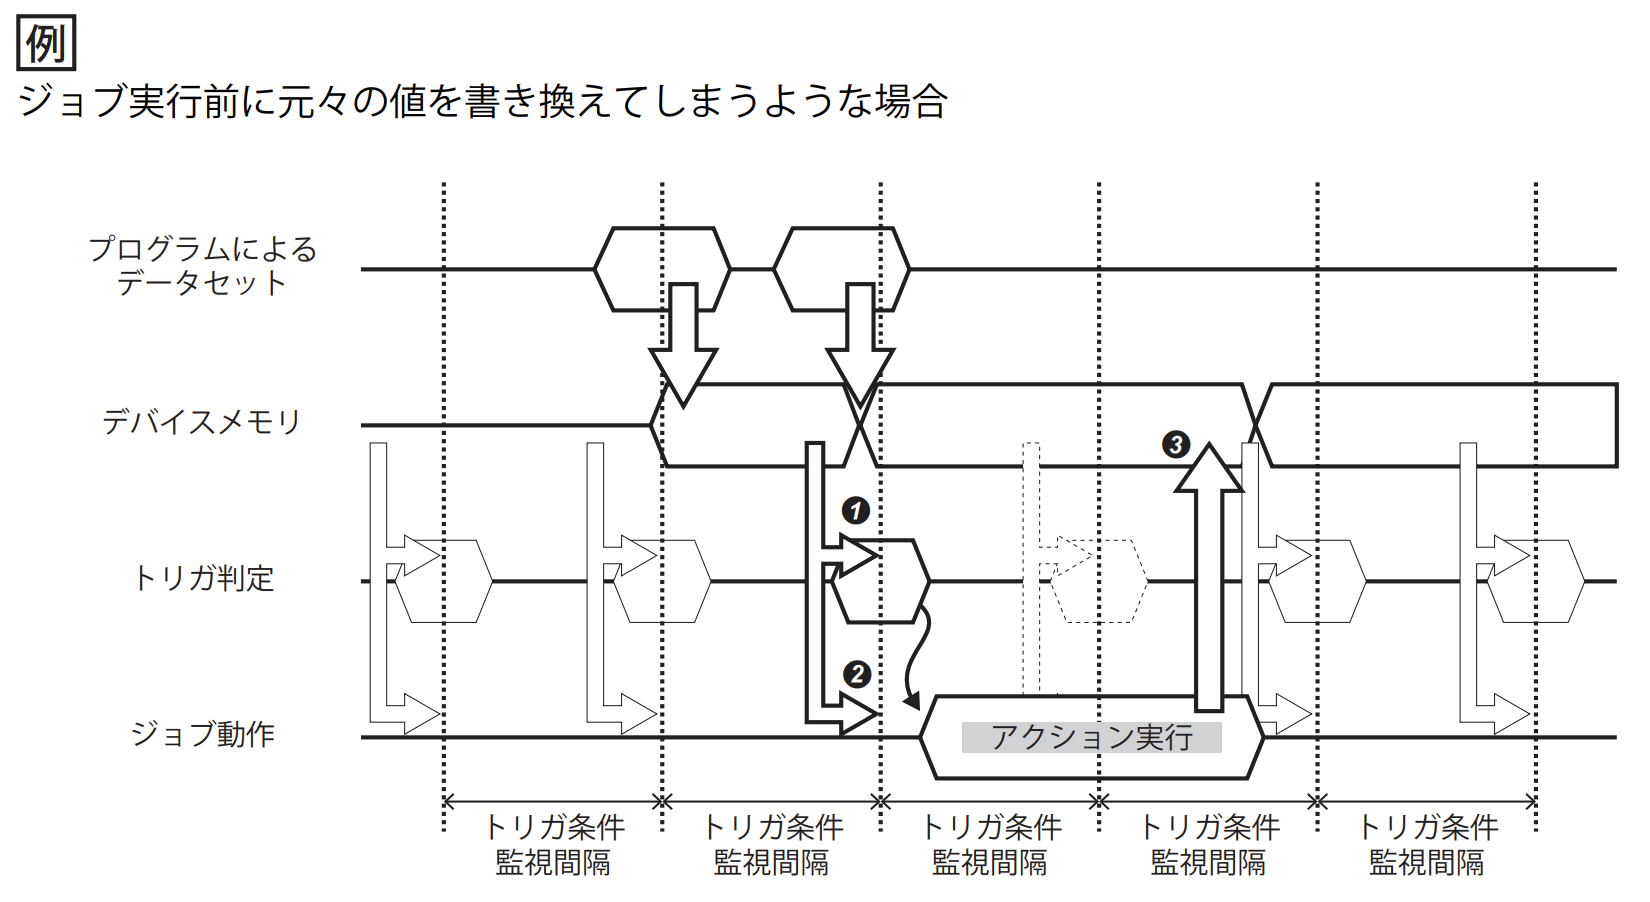 例
ジョブ実行前に元々の値を書き換えてしまうような場合
プログラムによる
データセット
デバイスメモリ
3
1
トリガ判定
2
ジョブ動作
アクション実行
トリガ条件
監視間隔
トリガ条件
監視間隔
トリガ条件
監視間隔
トリガ条件
監視間隔
トリガ条件
監視間隔